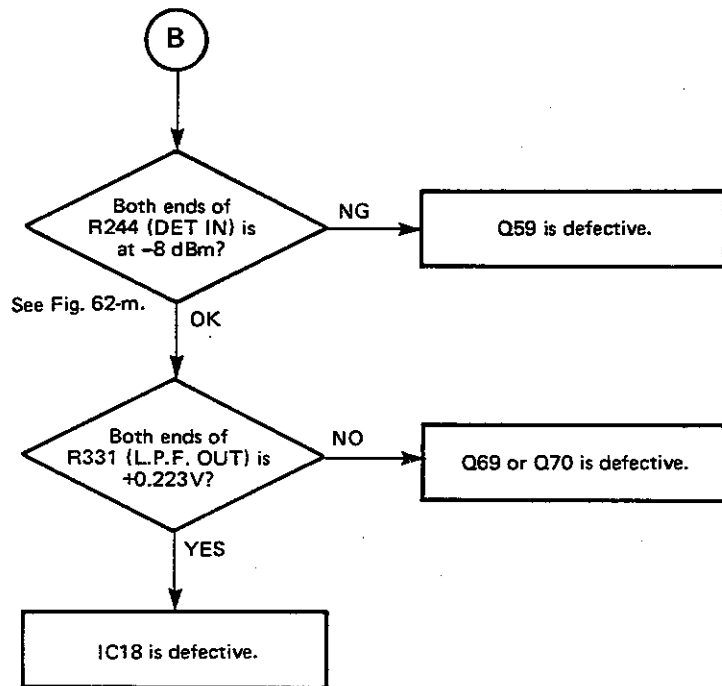 B
Both ends of
R244 (DET IN) is
at –8 dBm?
NG
Q59 is defective.
See Fig. 62-m.
OK
Both ends of
R331 (L.P.F. OUT) is
+0.223V?
NO
Q69 or Q70 is defective.
YES
IC18 is defective.